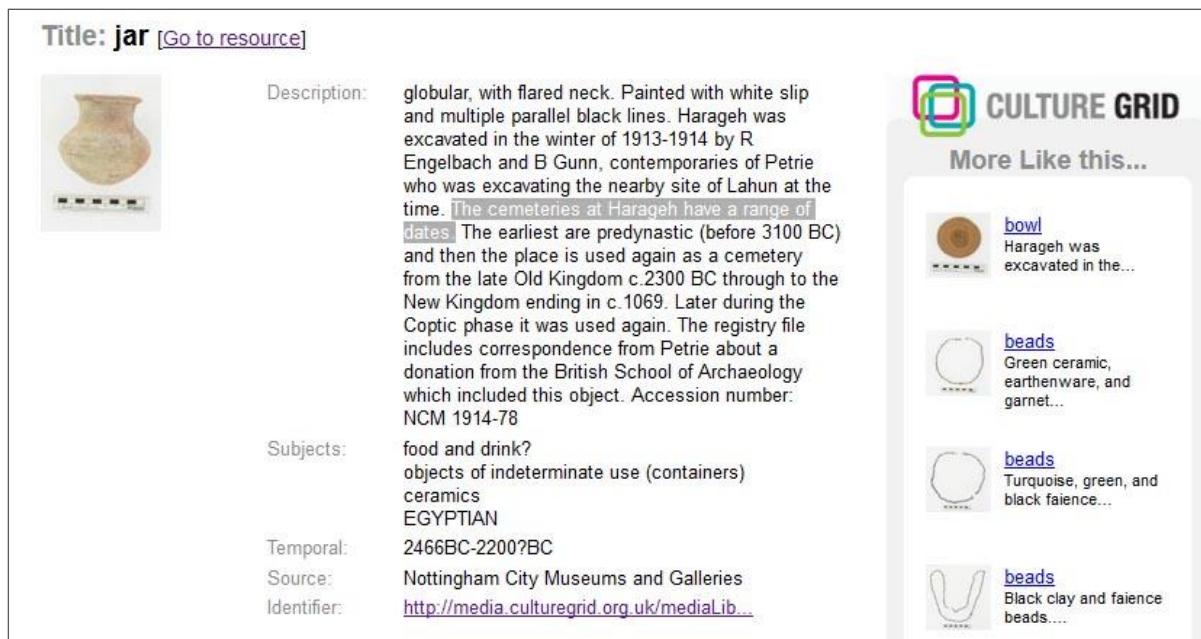 Title: jar [Go to resource]
Description: globular, with flared neck. Painted with white slip
and multiple parallel black lines. Harageh was
excavated in the winter of 1913-1914 by R
Engelbach and B Gunn, contemporaries of Petrie
who was excavating the nearby site of Lahun at the
time. The cemeteries at Harageh have a range of
dates. The earliest are predynastic (before 3100 BC)
and then the place is used again as a cemetery
from the late Old Kingdom c.2300 BC through to the
New Kingdom ending in c.1069. Later during the
Coptic phase it was used again. The registry file
includes correspondence from Petrie about a
donation from the British School of Archaeology
which included this object. Accession number:
NCM 1914-78
Subjects: food and drink?
objects of indeterminate use (containers)
ceramics
EGYPTIAN
Temporal: 2466BC-2200?BC
Source: Nottingham City Museums and Galleries
Identifier: http://media.culturegrid.org.uk/mediaLib...
CULTURE GRID
More Like this...
bowl
Harageh was
excavated in the...
beads
Green ceramic,
earthenware, and
garnet...
beads
Turquoise, green, and
black faience...
beads
Black clay and faience
beads....